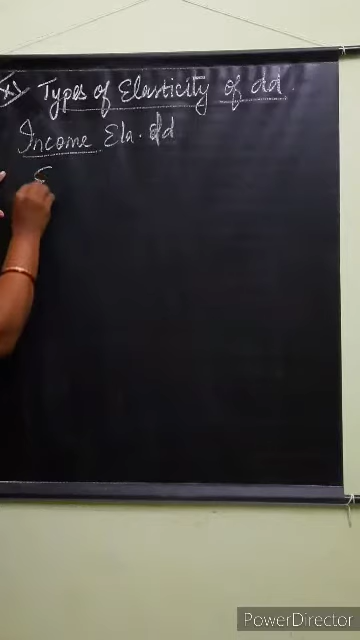 X) Types of Elasticity of dd.
Income Ela. dd
PowerDirector